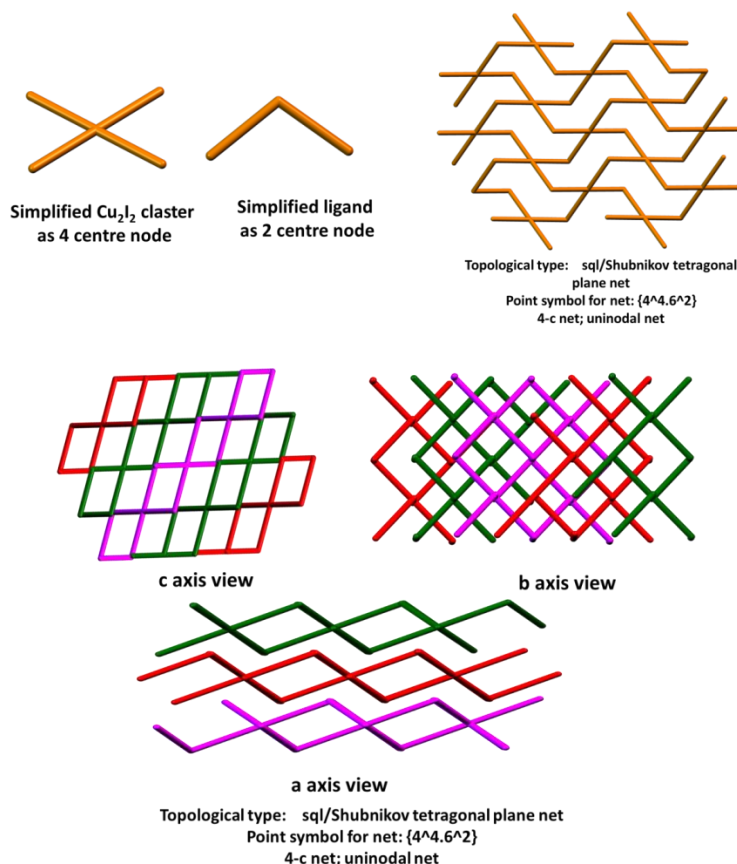 Simplified Cu₂I₂ claster
as 4 centre node
Simplified ligand
as 2 centre node
Topological type: sql/Shubnikov tetragonal
plane net
Point symbol for net: {4^4.6^2}
4-c net; uninodal net
c axis view
b axis view
a axis view
Topological type: sql/Shubnikov tetragonal plane net
Point symbol for net: {4^4.6^2}
4-c net; uninodal net